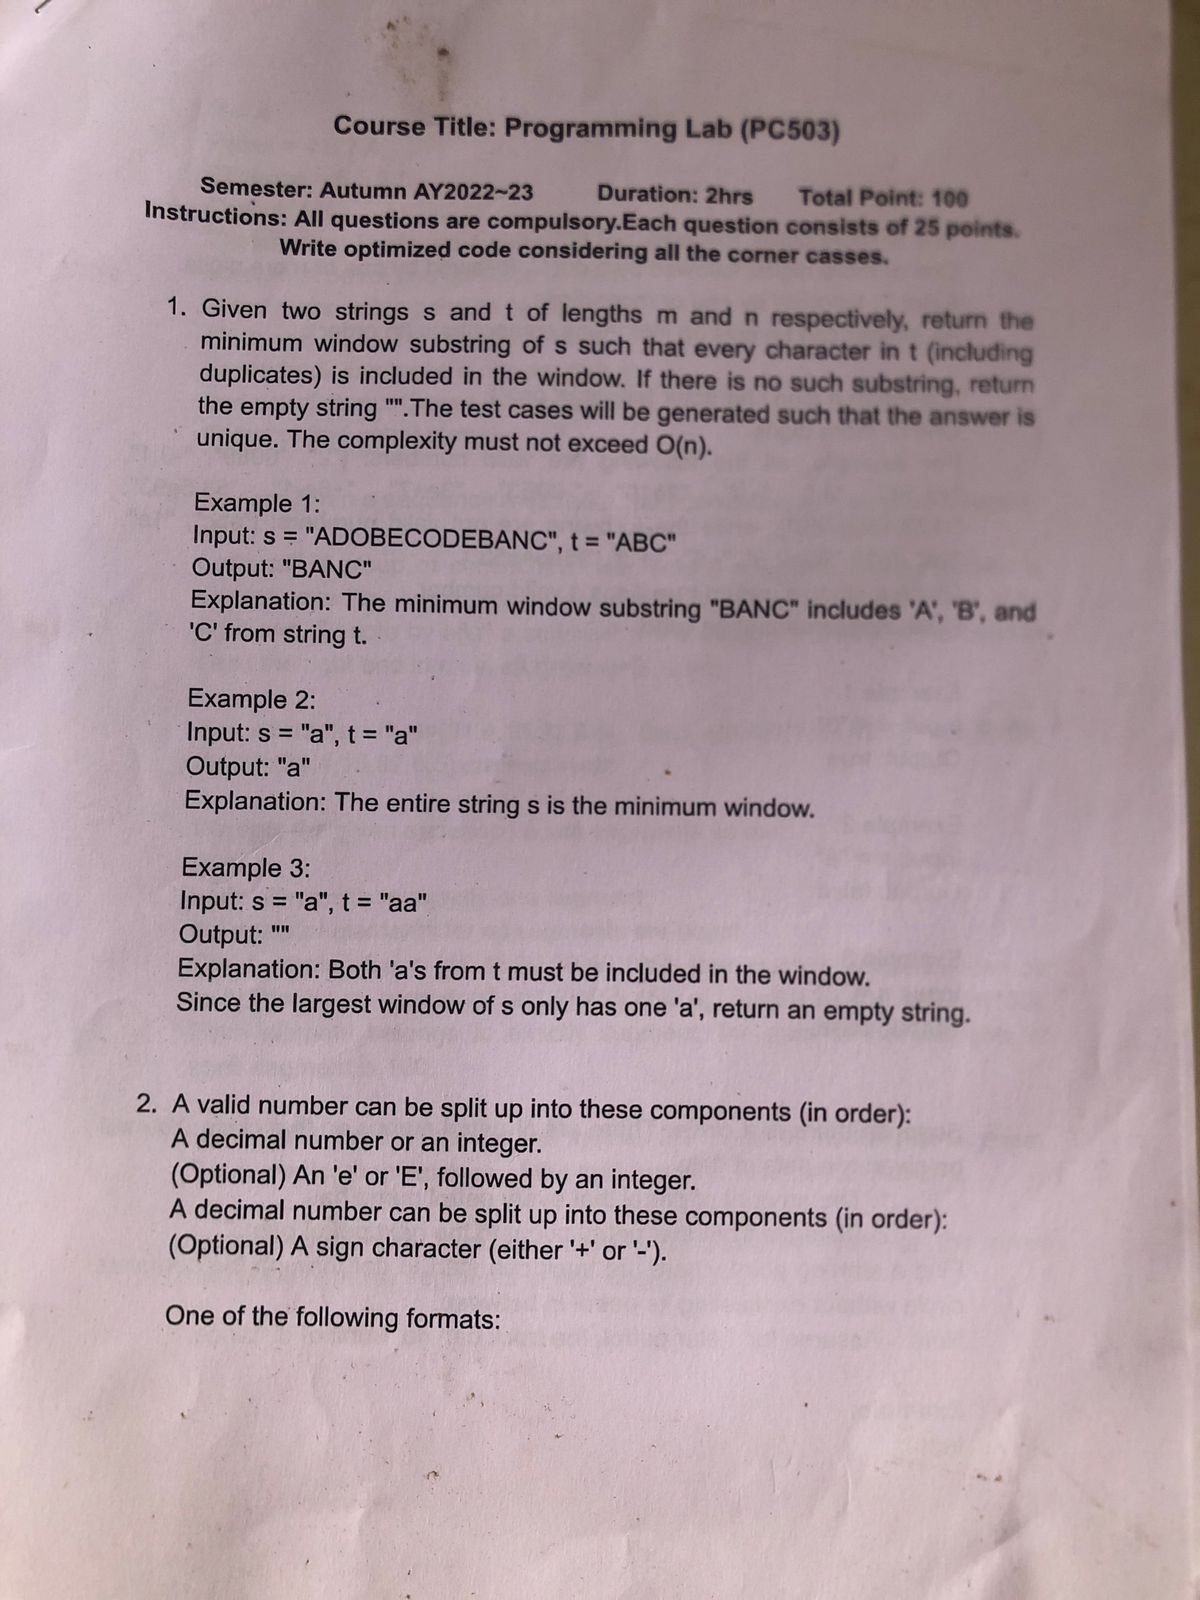 Course Title: Programming Lab (PC503)
Semester: Autumn AY2022~23 Duration: 2hrs Total Point: 100
Instructions: All questions are compulsory.Each question consists of 25 points.
Write optimized code considering all the corner casses.
1. Given two strings s and t of lengths m and n respectively, return the
minimum window substring of s such that every character in t (including
duplicates) is included in the window. If there is no such substring, return
the empty string "".The test cases will be generated such that the answer is
unique. The complexity must not exceed O(n).
Example 1:
Input: s = "ADOBECODEBANC", t = "ABC"
Output: "BANC"
Explanation: The minimum window substring "BANC" includes 'A', 'B', and
'C' from string t.
Example 2:
Input: s = "a", t = "a"
Output: "a"
Explanation: The entire string s is the minimum window.
Example 3:
Input: s = "a", t = "aa"
Output: ""
Explanation: Both 'a's from t must be included in the window.
Since the largest window of s only has one 'a', return an empty string.
2. A valid number can be split up into these components (in order):
A decimal number or an integer.
(Optional) An 'e' or 'E', followed by an integer.
A decimal number can be split up into these components (in order):
(Optional) A sign character (either '+' or '-').
One of the following formats: